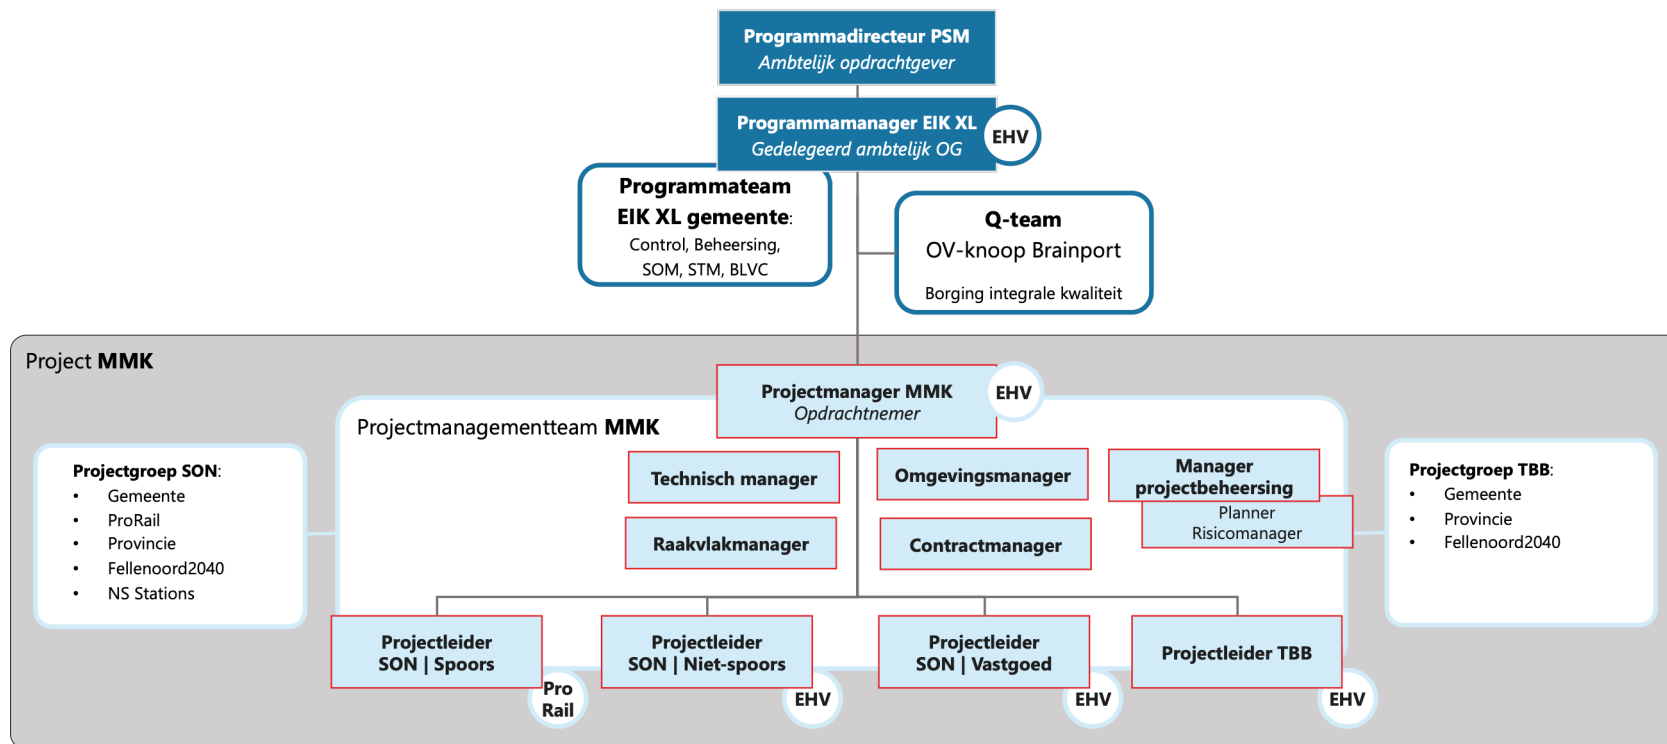 Programmadirecteur PSM
Ambtelijk opdrachtgever
Programmamanager EIK XL
Gedelegeerd ambtelijk OG
EHV
Programmateam
EIK XL gemeente:
Control, Beheersing,
SOM, STM, BLVC
Q-team
OV-knoop Brainport
Borging integrale kwaliteit
Project MMK
Projectmanager MMK
Opdrachtnemer
EHV
Projectmanagementteam MMK
Projectgroep SON:
• Gemeente
• ProRail
• Provincie
• Fellenoord2040
• NS Stations
Technisch manager
Omgevingsmanager
Manager
projectbeheersing
Planner
Risicomanager
Raakvlakmanager
Contractmanager
Projectgroep TBB:
• Gemeente
• Provincie
• Fellenoord2040
Projectleider
SON | Spoors
Pro
Rail
Projectleider
SON | Niet-spoors
EHV
Projectleider
SON | Vastgoed
EHV
Projectleider TBB
EHV